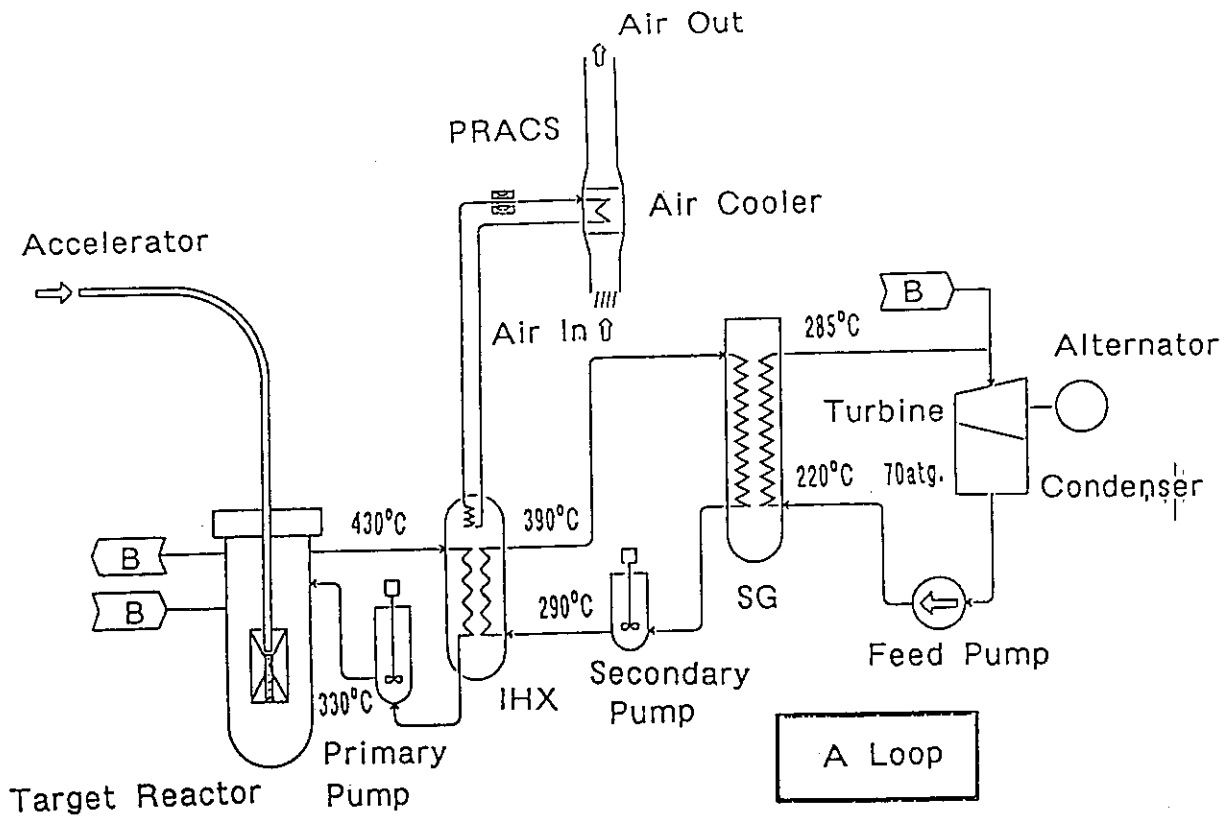 Air Out
PRACS
Air Cooler
Accelerator
Air In
B
285°C
Alternator
Turbine
220°C
70atg.
Condenser
430°C
390°C
B
B
290°C
SG
Feed Pump
330°C
IHX
Secondary
Pump
Primary
Pump
Target Reactor
A Loop